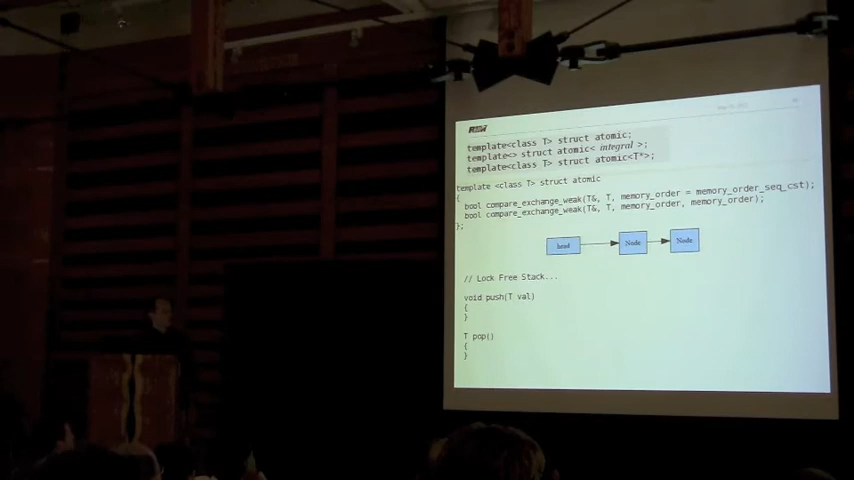 template<class T> struct atomic;
template<> struct atomic< integral >;
template<class T> struct atomic<T*>;
template <class T> struct atomic
{
bool compare_exchange_weak(T&, T, memory_order = memory_order_seq_cst);
bool compare_exchange_weak(T&, T, memory_order, memory_order);
};
head Node Node
// Lock Free Stack...
void push(T val)
{
}
T pop()
{
}